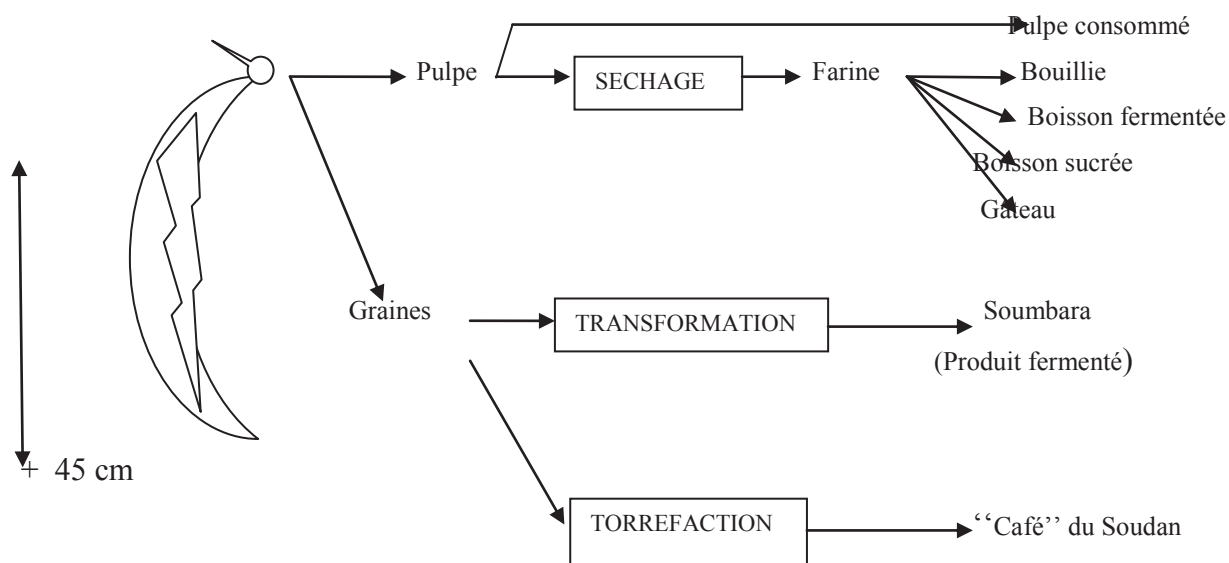 Pulpe consommé
Pulpe
SECHAGE
Farine
Bouillie
Boisson fermentée
Boisson sucrée
Gâteau
Graines
TRANSFORMATION
Soumbara
(Produit fermenté)
+ 45 cm
TORREFACTION
‘‘Café’’ du Soudan